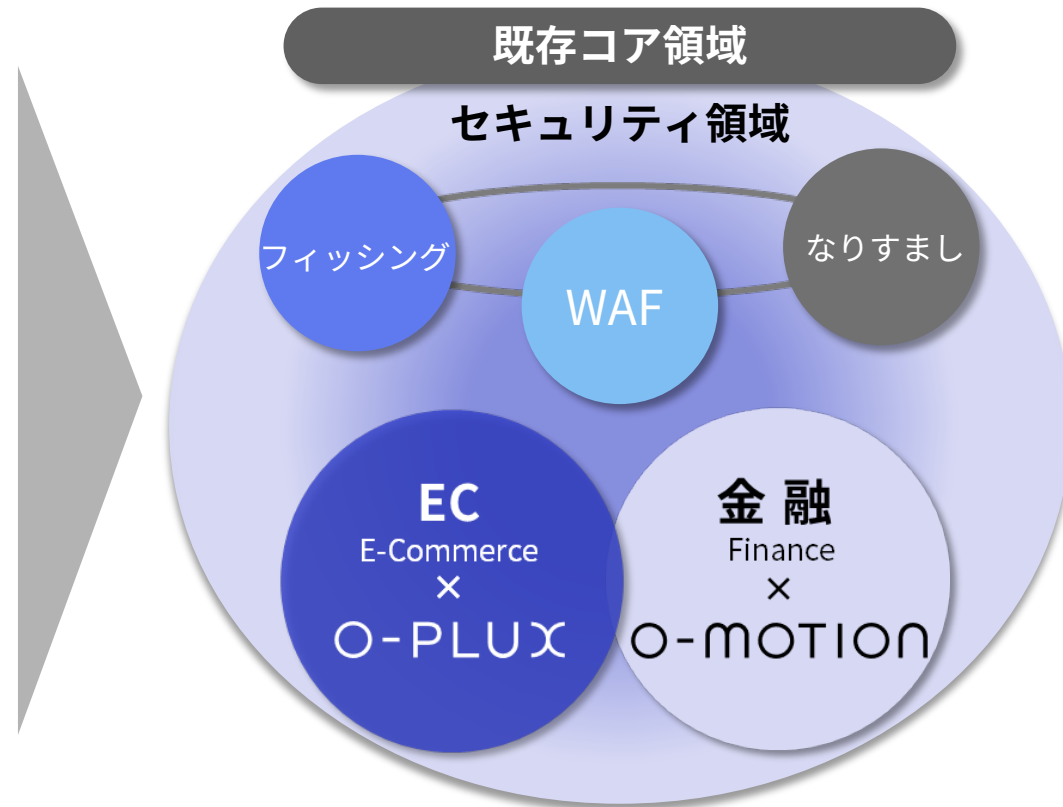 既存コア領域
セキュリティ領域
フィッシング
WAF
なりすまし
EC
E-Commerce
×
O-PLUX
金 融
Finance
×
O-MOTION